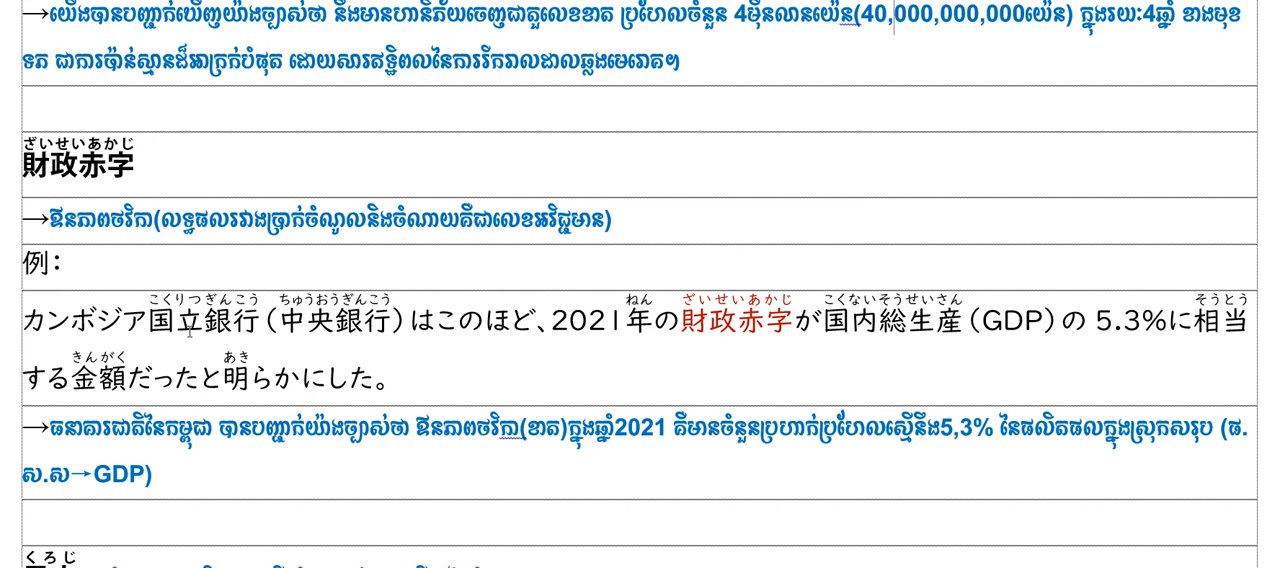 →យើងបានបញ្ជាក់ឃើញយ៉ាងច្បាស់ថា នឹងមានហានិភ័យចេញជាតួលេខខាត ប្រហែលចំនួន 4ម៉ឺនលានយ៉េន(40,000,000,000យ៉េន) ក្នុងរយៈ4ឆ្នាំ ខាងមុខ
ទេ៣ ជាការប៉ាន់ស្មានដ៏អាក្រក់បំផុត ដោយសារឥទ្ធិពលនៃការរីករាលដាលឆ្លងមេរោគ។
ざいせいあかじ
財政赤字
→ឱនភាពថវិកា(លទ្ធផលរវាងប្រាក់ចំណូលនិងចំណាយគឺជាលេខអវិជ្ជមាន)
例：
こくりつぎんこう ちゅうおうぎんこう ねん ざいせいあかじ こくないそうせいさん そうとう
カンボジア国立銀行（中央銀行）はこのほど、2021年の財政赤字が国内総生産（GDP）の 5.3%に相当
きんがく あき
する金額だったと明らかにした。
→ធនាគារជាតិនៃកម្ពុជា បានបញ្ជាក់យ៉ាងច្បាស់ថា ឱនភាពថវិកា(ខាត)ក្នុងឆ្នាំ2021 គឺមានចំនួនប្រហាក់ប្រហែលស្មើនឹង5,3% នៃផលិតផលក្នុងស្រុកសរុប (ផ.
ស.ស→GDP)
くろじ